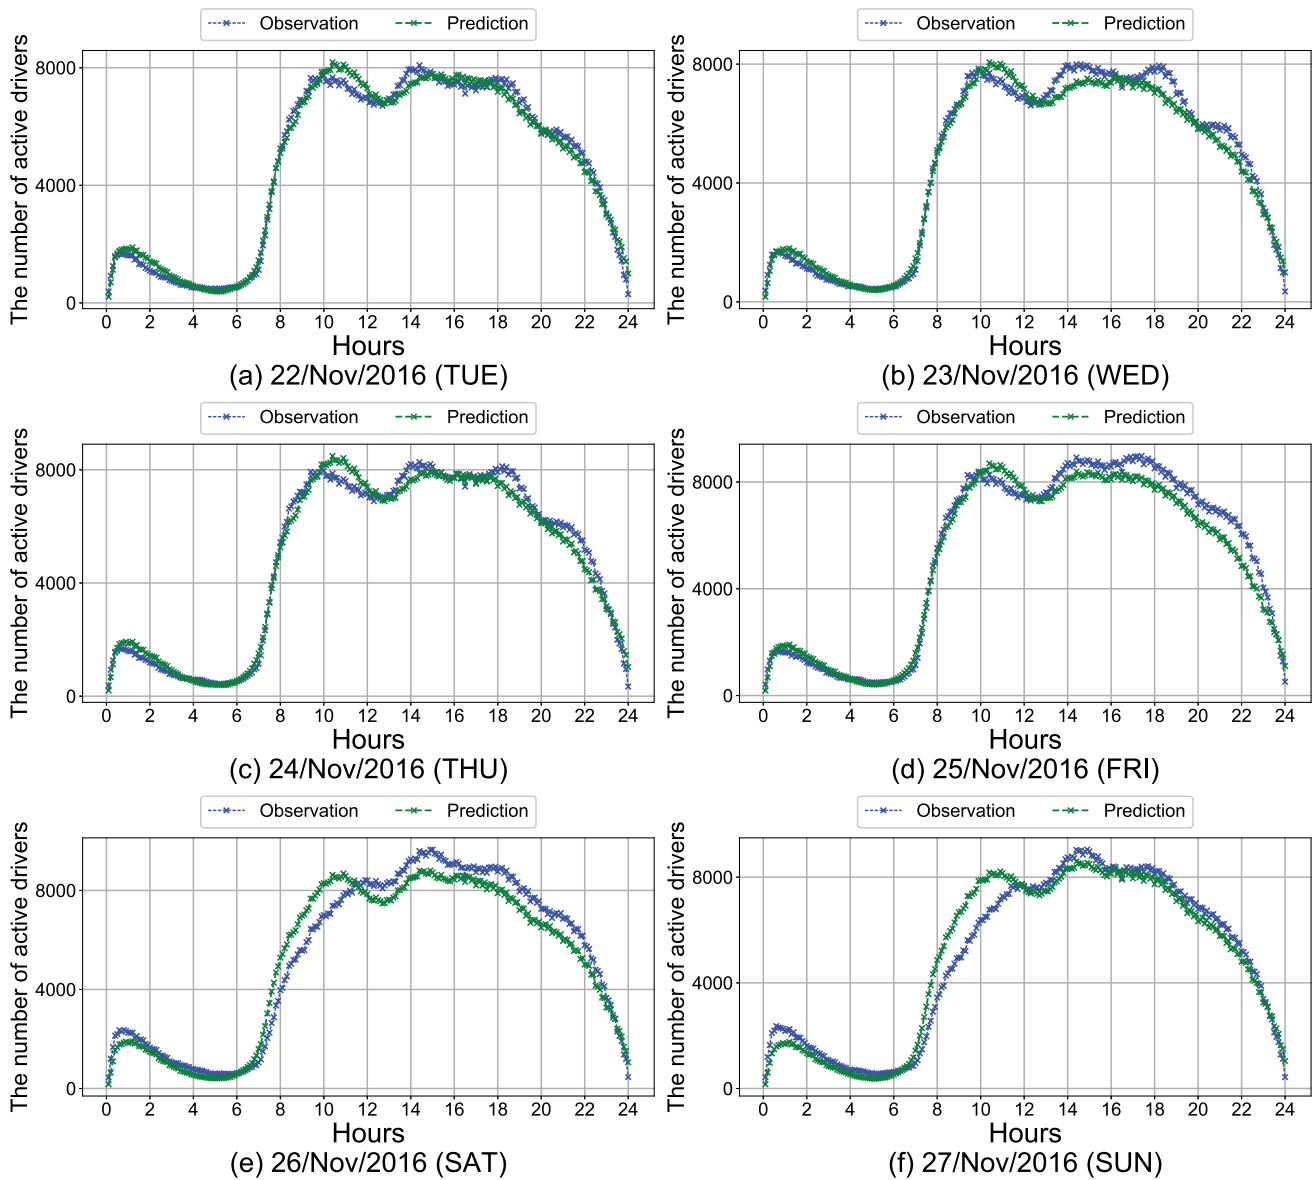 Observation Prediction
The number of active drivers
8000
4000
0
0 2 4 6 8 10 12 14 16 18 20 22 24
Hours
(a) 22/Nov/2016 (TUE)
Observation Prediction
The number of active drivers
8000
4000
0
0 2 4 6 8 10 12 14 16 18 20 22 24
Hours
(b) 23/Nov/2016 (WED)
Observation Prediction
The number of active drivers
8000
4000
0
0 2 4 6 8 10 12 14 16 18 20 22 24
Hours
(c) 24/Nov/2016 (THU)
Observation Prediction
The number of active drivers
8000
4000
0
0 2 4 6 8 10 12 14 16 18 20 22 24
Hours
(d) 25/Nov/2016 (FRI)
Observation Prediction
The number of active drivers
8000
4000
0
0 2 4 6 8 10 12 14 16 18 20 22 24
Hours
(e) 26/Nov/2016 (SAT)
Observation Prediction
The number of active drivers
8000
4000
0
0 2 4 6 8 10 12 14 16 18 20 22 24
Hours
(f) 27/Nov/2016 (SUN)